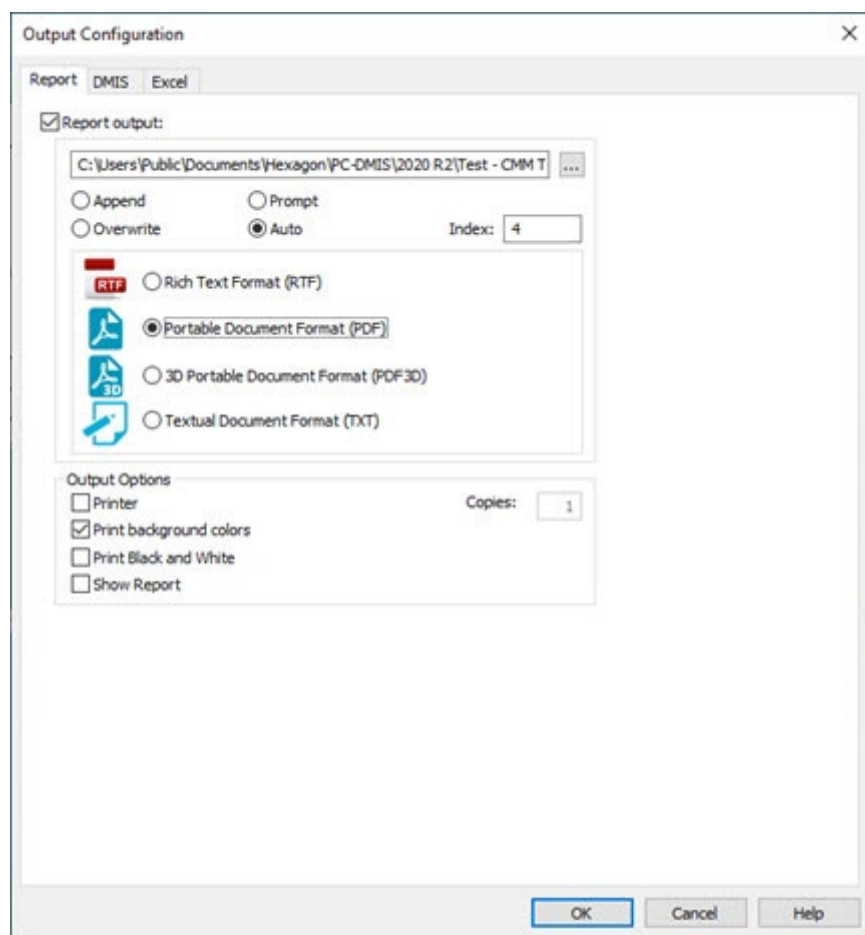 Output Configuration
Report DMIS Excel
Report output:
C:\Users\Public\Documents\Hexagon\PC-DMIS\2020 R2\Test - CMM T ...
Append Prompt
Overwrite Auto Index: 4
RTF Rich Text Format (RTF)
Portable Document Format (PDF)
3D 3D Portable Document Format (PDF3D)
Textual Document Format (TXT)
Output Options
Printer Copies: 1
Print background colors
Print Black and White
Show Report
OK Cancel Help